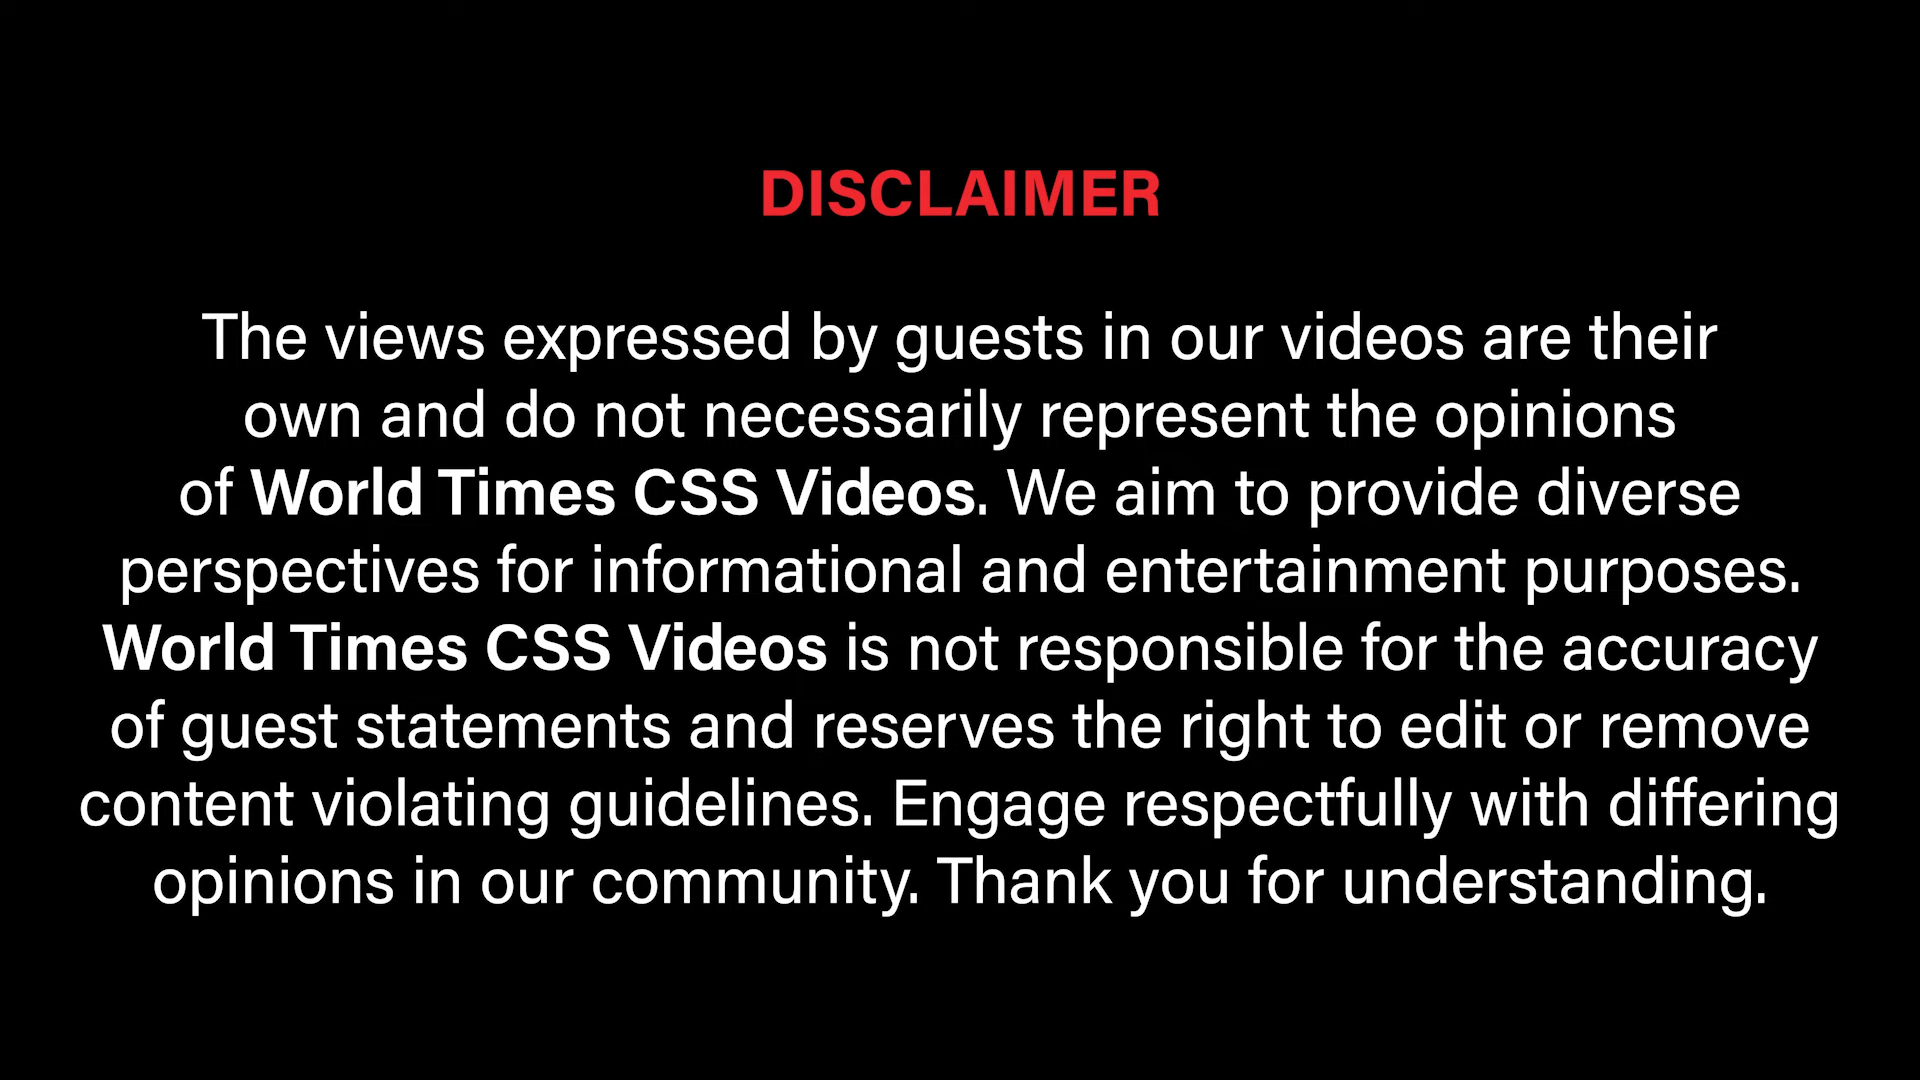 DISCLAIMER
The views expressed by guests in our videos are their
own and do not necessarily represent the opinions
of World Times CSS Videos. We aim to provide diverse
perspectives for informational and entertainment purposes.
World Times CSS Videos is not responsible for the accuracy
of guest statements and reserves the right to edit or remove
content violating guidelines. Engage respectfully with differing
opinions in our community. Thank you for understanding.